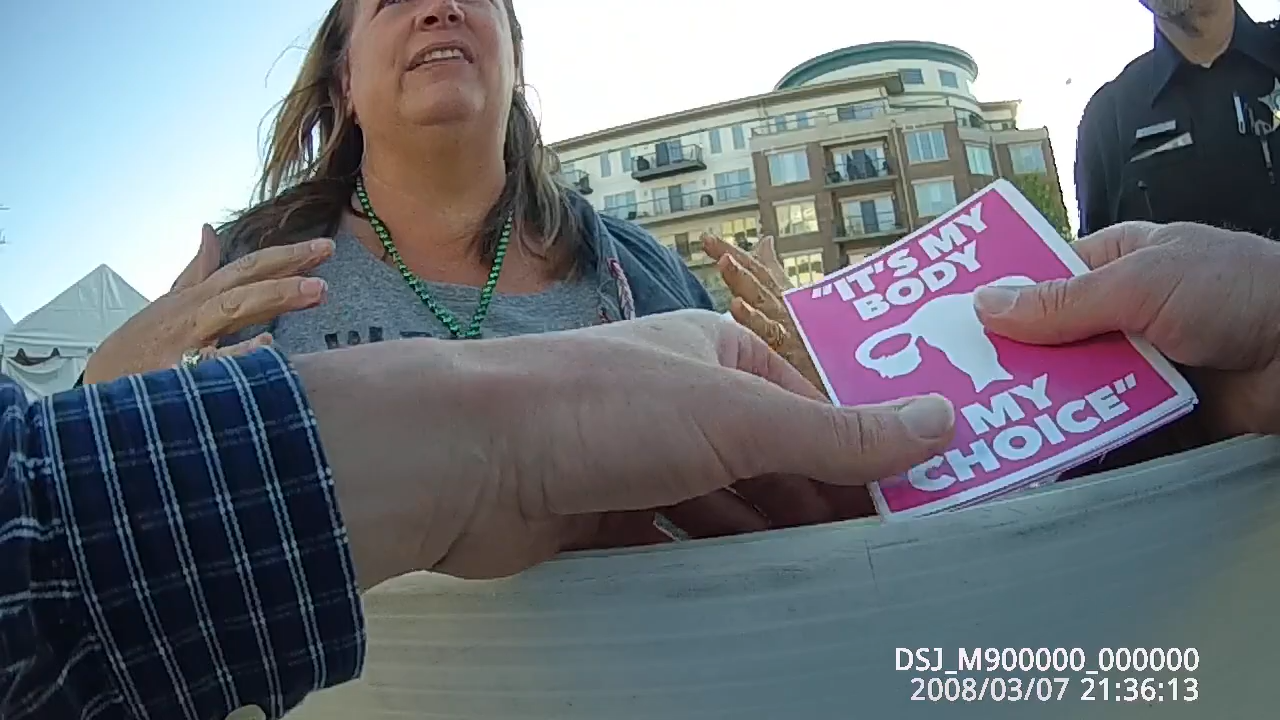 "IT'S MY
BODY
MY
CHOICE"
DSJ_M900000_000000
2008/03/07 21:36:13